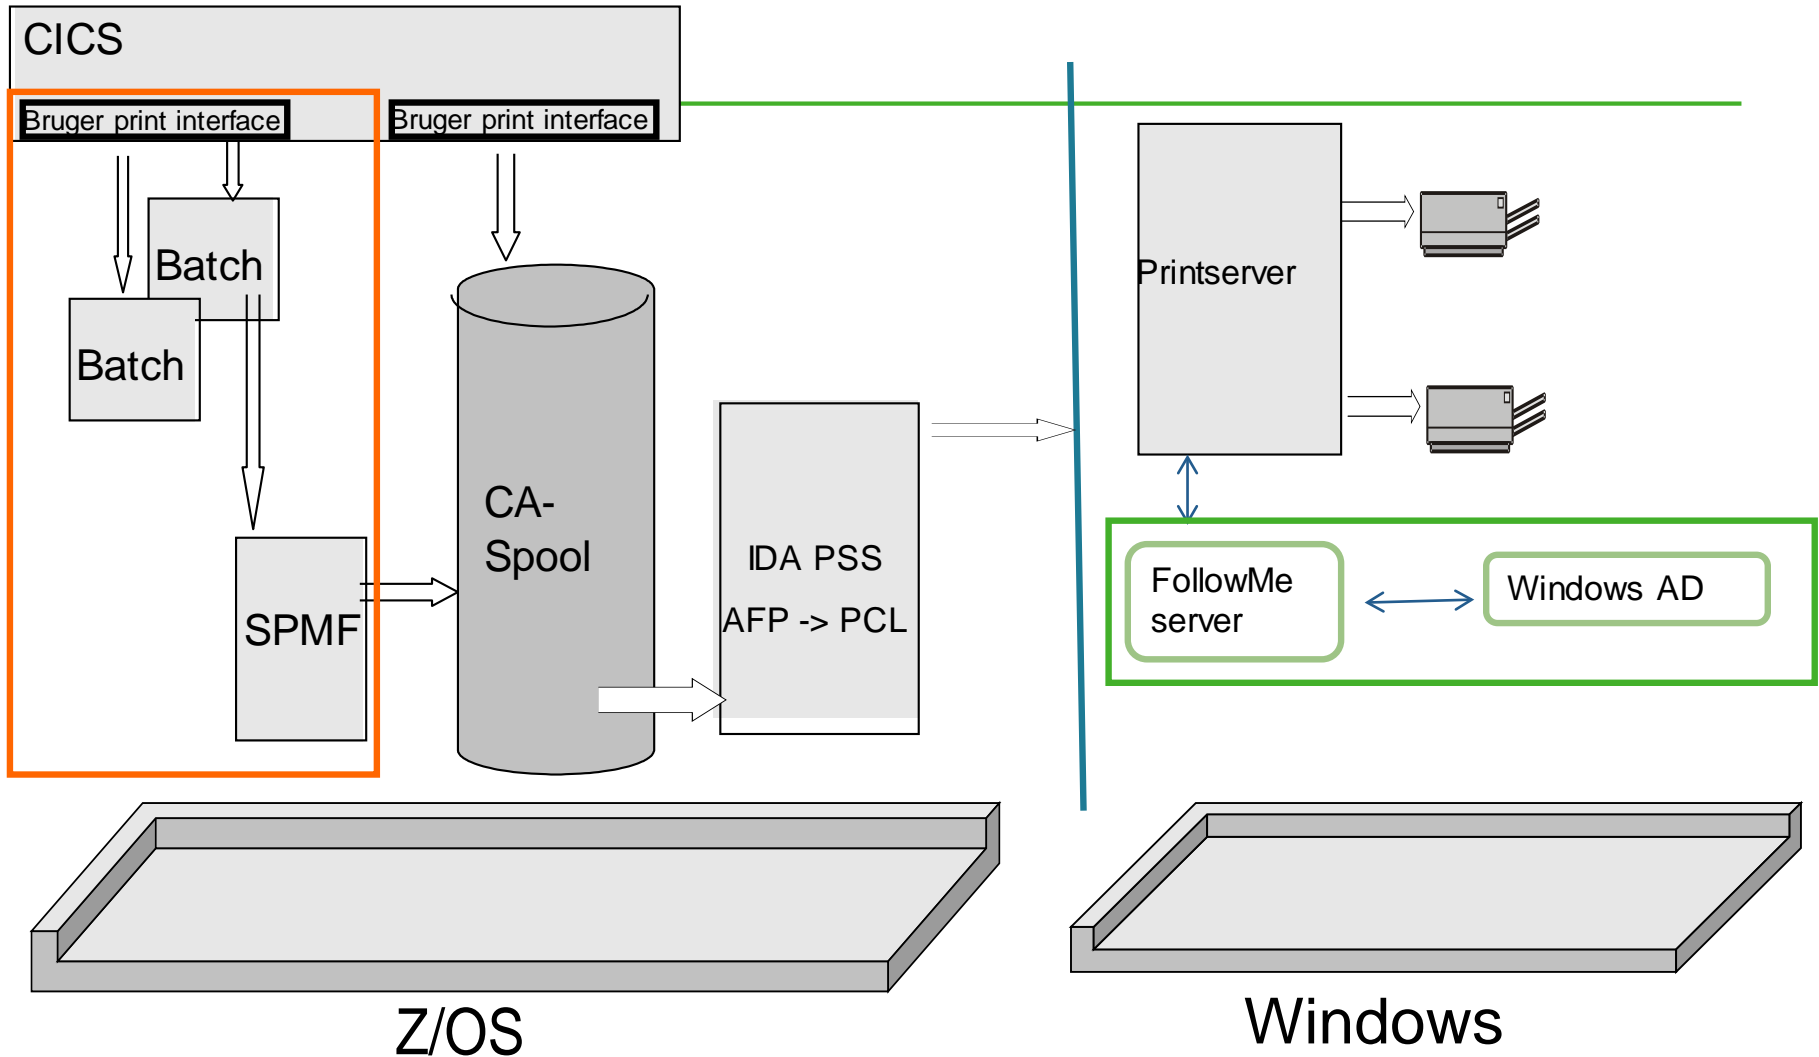 CICS
Bruger print interface
Bruger print interface
Batch
Batch
SPMF
CA-
Spool
IDA PSS
AFP -> PCL
Printserver
FollowMe
server
Windows AD
Z/OS
Windows